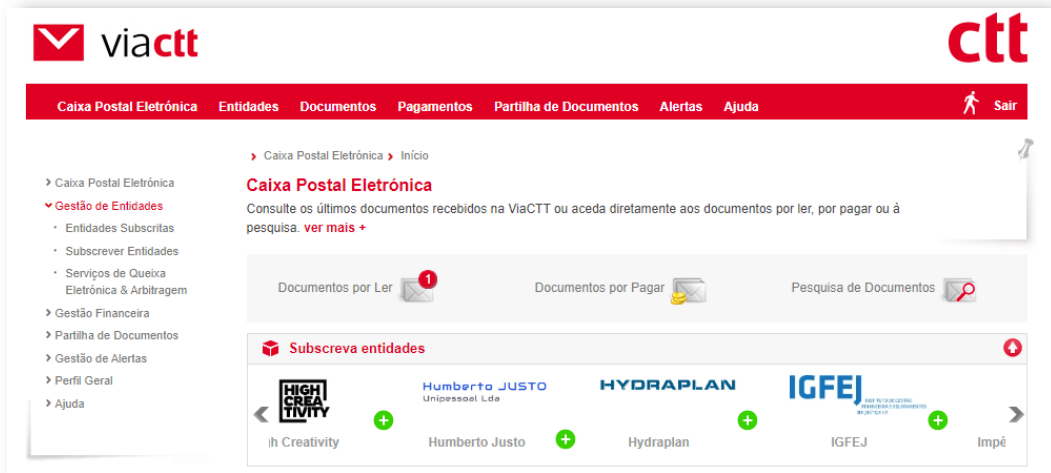 viactt
ctt
Caixa Postal Eletrónica Entidades Documentos Pagamentos Partilha de Documentos Alertas Ajuda Sair
Caixa Postal Eletrónica Início
Caixa Postal Eletrónica
Gestão de Entidades
Entidades Subscritas
Subscrever Entidades
Serviços de Queixa
Eletrónica & Arbitragem
Gestão Financeira
Partilha de Documentos
Gestão de Alertas
Perfil Geral
Ajuda
Caixa Postal Eletrónica
Consulte os últimos documentos recebidos na ViaCTT ou aceda diretamente aos documentos por ler, por pagar ou à
pesquisa. ver mais +
Documentos por Ler 1 Documentos por Pagar Pesquisa de Documentos
Subscreva entidades
HIGH
CREA
TIVITY
Humberto JUSTO
Unipessoal Lda
HYDRAPLAN
IGFEJ
h Creativity Humberto Justo Hydraplan IGFEJ Impé